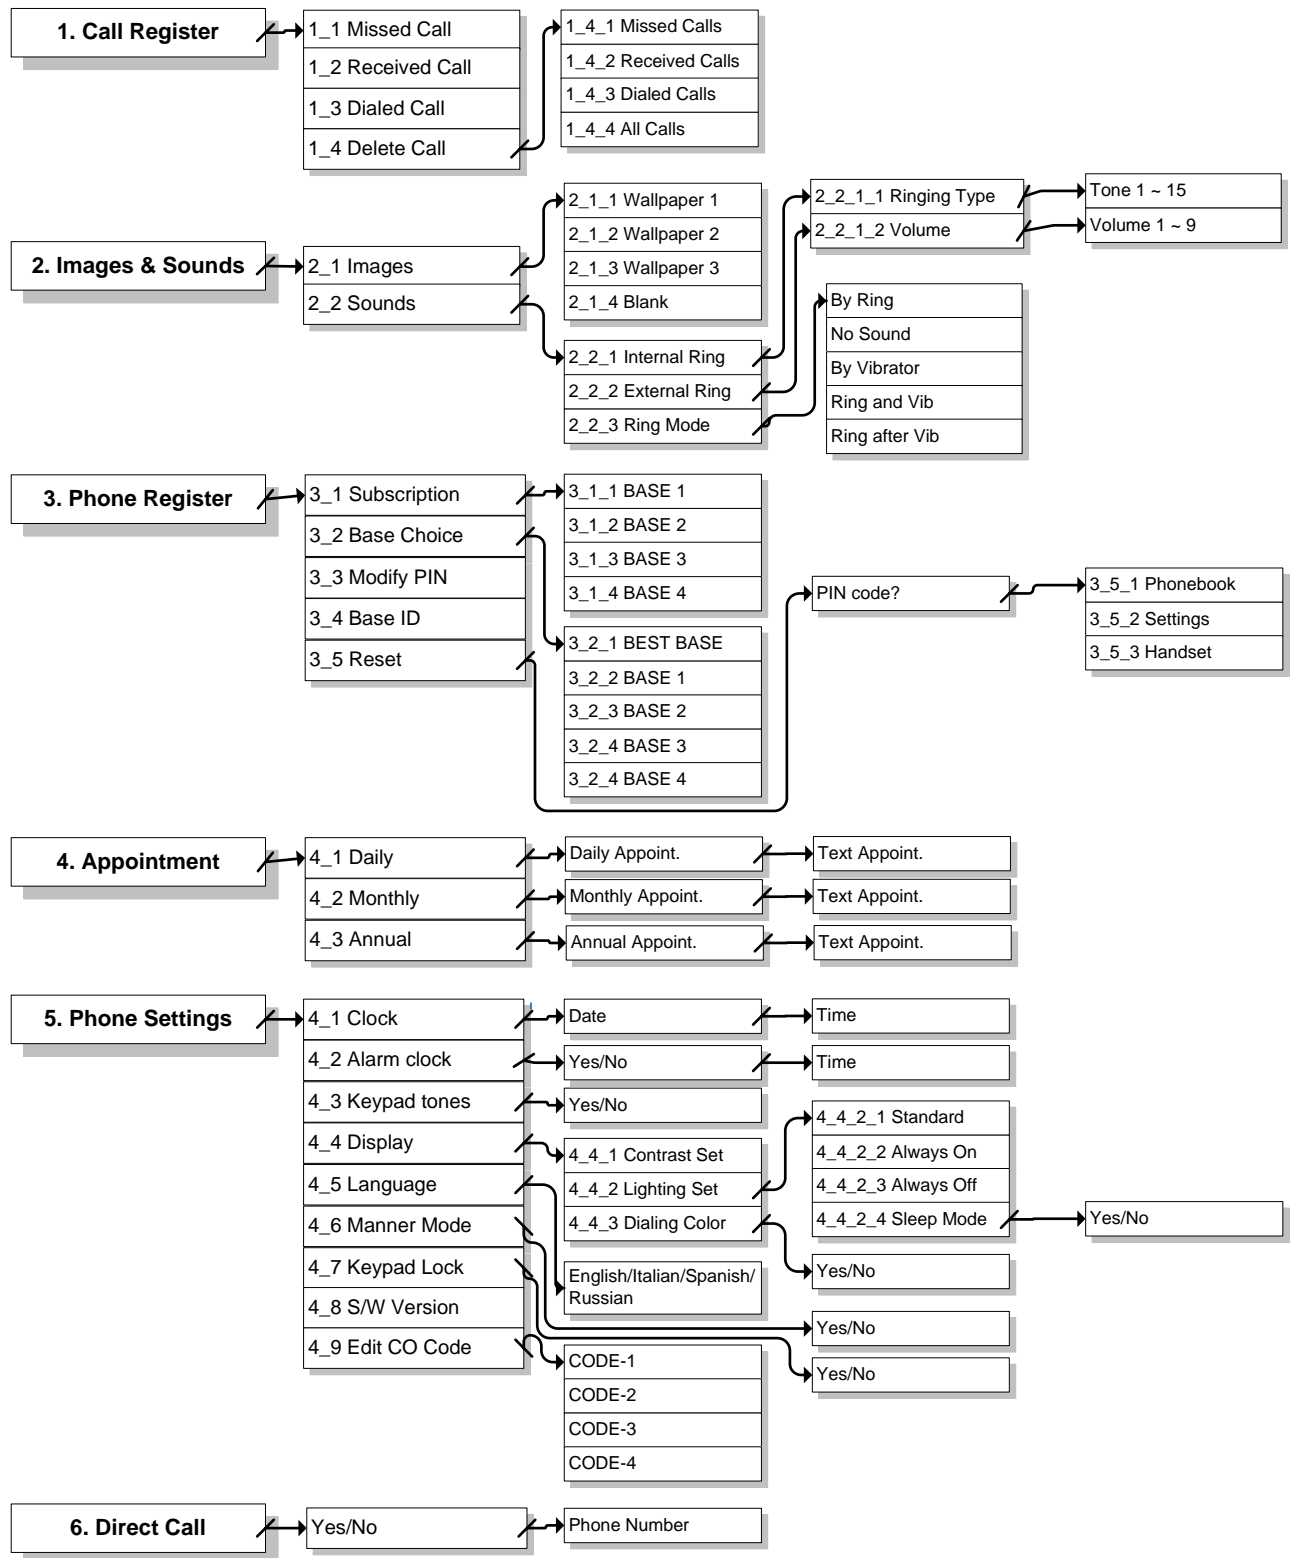 1. Call Register
1_1 Missed Call
1_2 Received Call
1_3 Dialed Call
1_4 Delete Call
1_4_1 Missed Calls
1_4_2 Received Calls
1_4_3 Dialed Calls
1_4_4 All Calls
2. Images & Sounds
2_1 Images
2_2 Sounds
2_1_1 Wallpaper 1
2_1_2 Wallpaper 2
2_1_3 Wallpaper 3
2_1_4 Blank
2_2_1 Internal Ring
2_2_2 External Ring
2_2_3 Ring Mode
2_2_1_1 Ringing Type
2_2_1_2 Volume
Tone 1 ~ 15
Volume 1 ~ 9
By Ring
No Sound
By Vibrator
Ring and Vib
Ring after Vib
3. Phone Register
3_1 Subscription
3_2 Base Choice
3_3 Modify PIN
3_4 Base ID
3_5 Reset
3_1_1 BASE 1
3_1_2 BASE 2
3_1_3 BASE 3
3_1_4 BASE 4
3_2_1 BEST BASE
3_2_2 BASE 1
3_2_3 BASE 2
3_2_4 BASE 3
3_2_4 BASE 4
PIN code?
3_5_1 Phonebook
3_5_2 Settings
3_5_3 Handset
4. Appointment
4_1 Daily
4_2 Monthly
4_3 Annual
Daily Appoint.
Text Appoint.
Monthly Appoint.
Text Appoint.
Annual Appoint.
Text Appoint.
5. Phone Settings
4_1 Clock
4_2 Alarm clock
4_3 Keypad tones
4_4 Display
4_5 Language
4_6 Manner Mode
4_7 Keypad Lock
4_8 S/W Version
4_9 Edit CO Code
Date
Time
Yes/No
Time
Yes/No
4_4_1 Contrast Set
4_4_2 Lighting Set
4_4_3 Dialing Color
4_4_2_1 Standard
4_4_2_2 Always On
4_4_2_3 Always Off
4_4_2_4 Sleep Mode
Yes/No
Yes/No
English/Italian/Spanish/
Russian
Yes/No
Yes/No
CODE-1
CODE-2
CODE-3
CODE-4
6. Direct Call
Yes/No
Phone Number